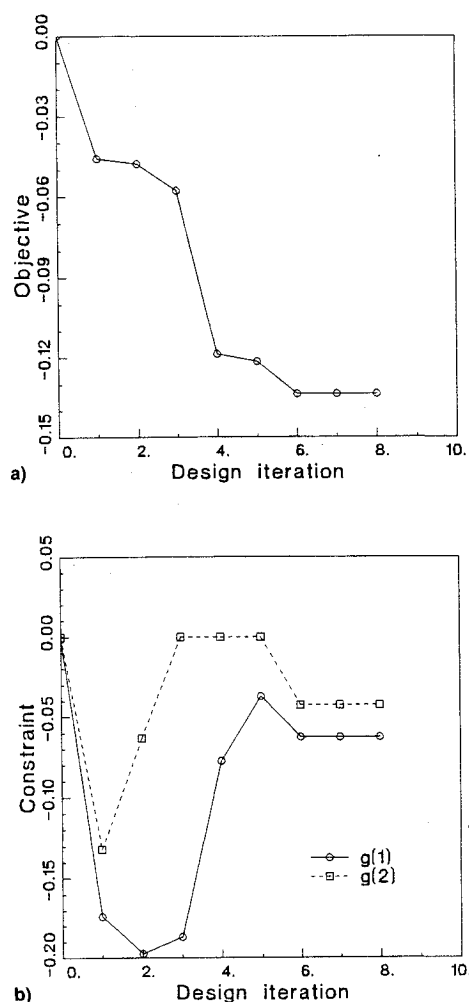 0.00
-0.03
-0.06
-0.09
-0.12
-0.15
Objective
0. 2. 4. 6. 8. 10.
Design iteration
a)
0.05
0.00
-0.05
-0.10
-0.15
-0.20
Constraint
g(1)
g(2)
0. 2. 4. 6. 8. 10.
Design iteration
b)